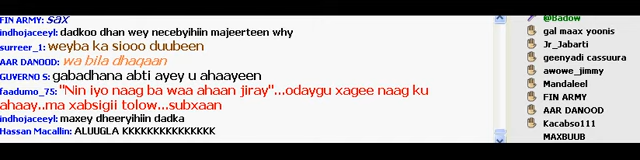 FIN ARMY: sax
indhojaceeyl: dadkoo dhan wey necebyihiin majeerteen why
surreer_1: weyba ka siooo duubeen
AAR DANOOD: wa bila dhaqaan
GUVERNO S: gabadhana abti ayey u ahaayeen
faadumo_75: "Nin iyo naag ba waa ahaan jiray"...odaygu xagee naag ku
ahaay..ma xabsigii tolow...subxaan
indhojaceeyl: maxey dheeryihiin dadka
Hassan Macallin: ALUUGLA KKKKKKKKKKKKKKK
@Badow
gal maax yoonis
Jr_Jabarti
geenyadi cassuura
awowe_jimmy
Mandaleel
FIN ARMY
AAR DANOOD
Kacabso111
MAXBUUB